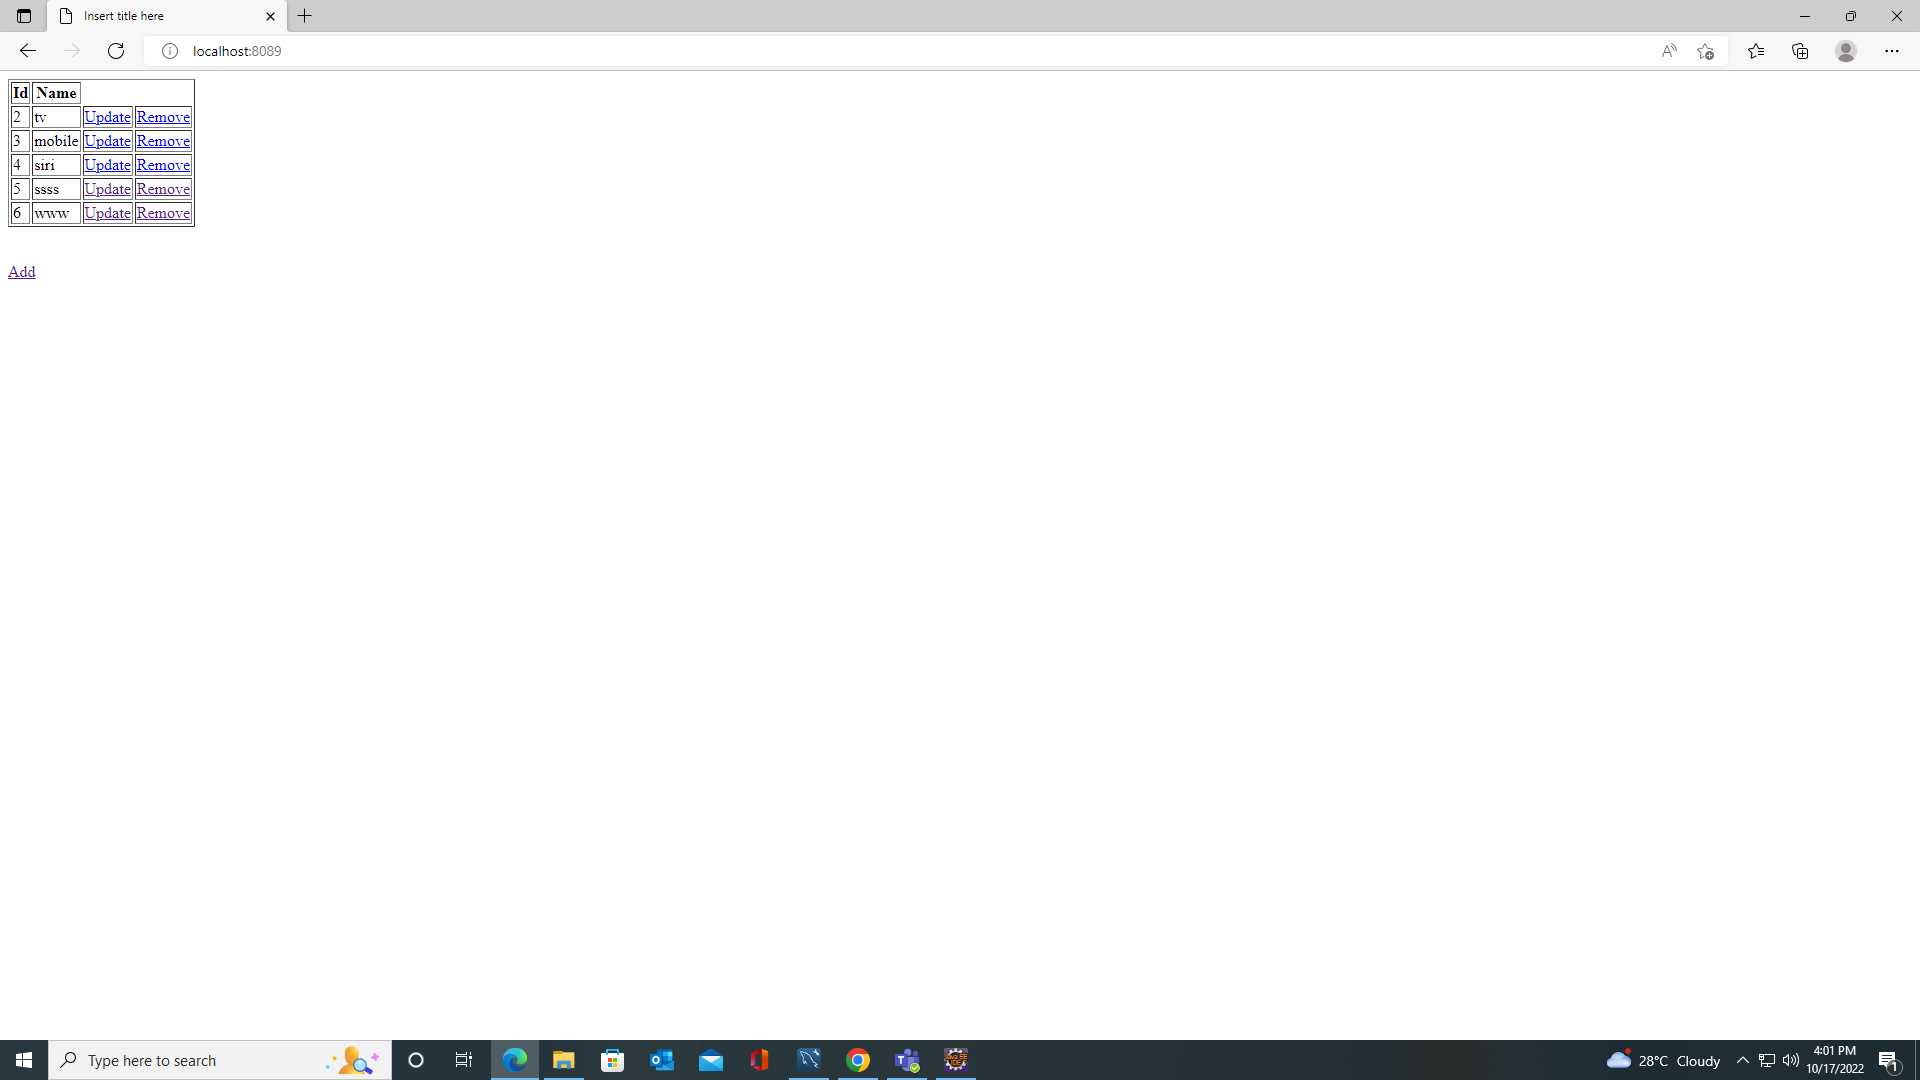 Insert title here
localhost:8089
Id Name
2 tv Update Remove
3 mobile Update Remove
4 siri Update Remove
5 ssss Update Remove
6 www Update Remove
Add
Type here to search
28°C Cloudy
4:01 PM
10/17/2022
1